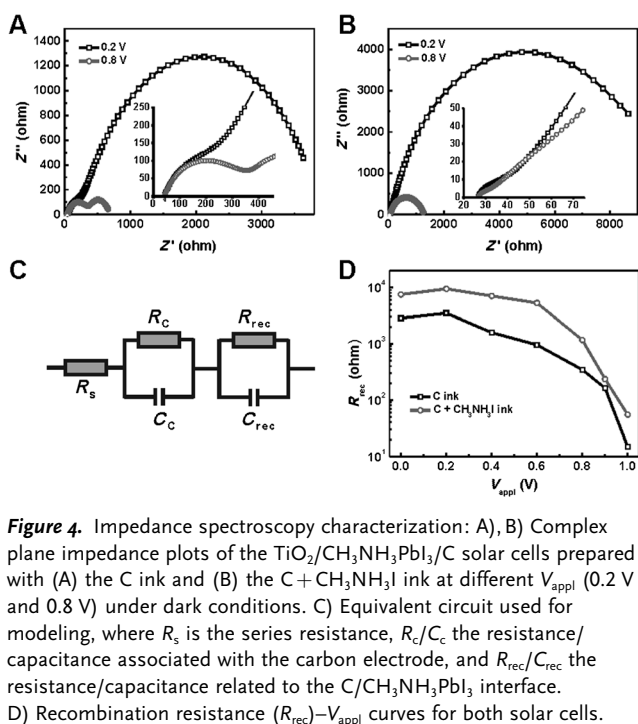 A
B
1400
1200
1000
800
600
400
200
0
Z'' (ohm)
0.2 V
0.8 V
250
200
150
100
50
0
0 100 200 300 400
0 1000 2000 3000
Z' (ohm)
4000
3000
2000
1000
0
Z'' (ohm)
0.2 V
0.8 V
50
40
30
20
10
0
20 30 40 50 60 70
0 2000 4000 6000 8000
Z' (ohm)
C
D
R_s
R_C
C_C
R_rec
C_rec
10^4
10^3
10^2
10^1
R_rec (ohm)
C ink
C + CH_3NH_3I ink
0.0 0.2 0.4 0.6 0.8 1.0
V_appl (V)
Figure 4. Impedance spectroscopy characterization: A), B) Complex
plane impedance plots of the TiO2/CH3NH3PbI3/C solar cells prepared
with (A) the C ink and (B) the C+CH3NH3I ink at different V_appl (0.2 V
and 0.8 V) under dark conditions. C) Equivalent circuit used for
modeling, where R_s is the series resistance, R_c/C_c the resistance/
capacitance associated with the carbon electrode, and R_rec/C_rec the
resistance/capacitance related to the C/CH3NH3PbI3 interface.
D) Recombination resistance (R_rec)–V_appl curves for both solar cells.